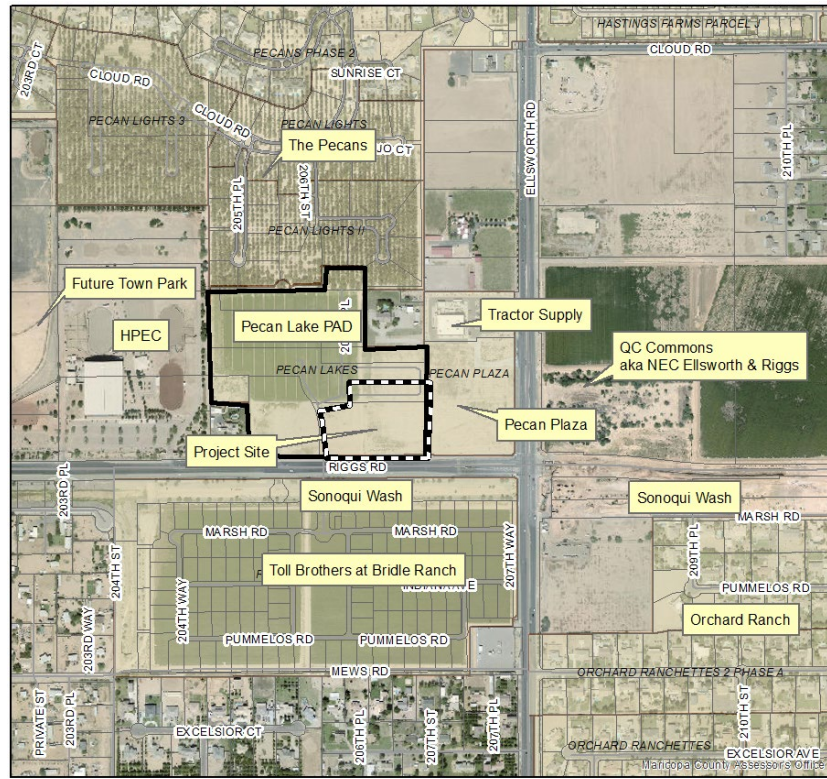 HASTINGS FARMS PARCEL J
203RD CT
PECANS PHASE 2
CLOUD RD
SUNRISE CT
CLOUD RD
PECAN LIGHTS 3
CLOUD RD
PECAN LIGHTS
JO CT
The Pecans
ELLSWORTH RD
210TH PL
205TH PL
206TH ST
PECAN LIGHTS II
Future Town Park
HPEC
Pecan Lake PAD
PL
Tractor Supply
QC Commons
aka NEC Ellsworth & Riggs
PECAN LAKES
PECAN PLAZA
Pecan Plaza
Project Site
RIGGS RD
203RD PL
Sonoqui Wash
Sonoqui Wash
MARSH RD
MARSH RD
MARSH RD
204TH ST
207TH WAY
209TH PL
Toll Brothers at Bridle Ranch
INDIANA AVE
PUMMELOS RD
204TH WAY
203RD WAY
Orchard Ranch
PUMMELOS RD
PUMMELOS RD
MEWS RD
ORCHARD RANCHETTES 2 PHASE A
PRIVATE ST
203RD PL
EXCELSIOR CT
206TH PL
207TH ST
207TH PL
210TH ST
ORCHARD RANCHETTES
EXCELSIOR AVE
Maricopa County Assessor's Office